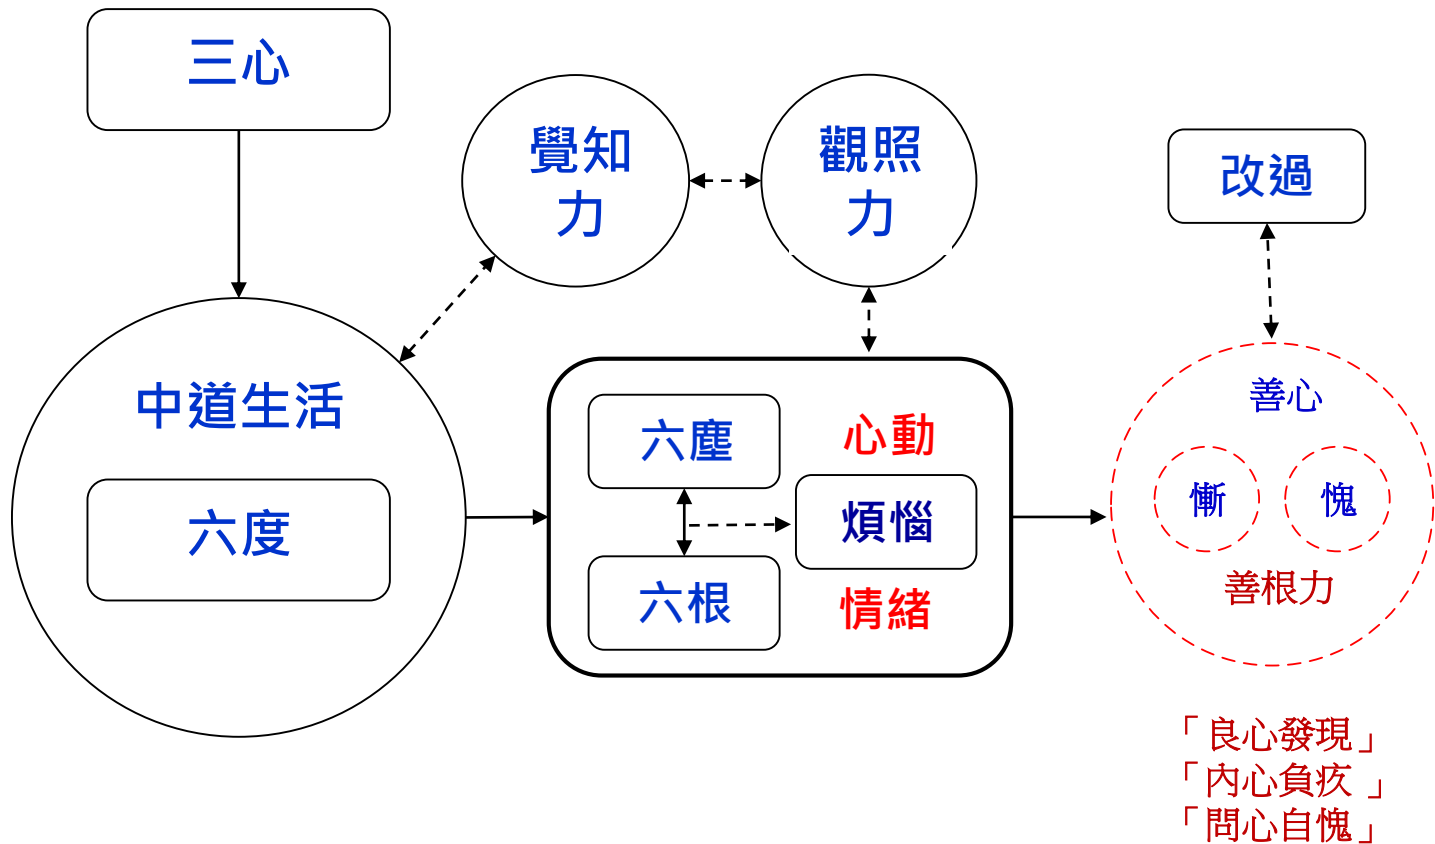 三心
覺知
力
觀照
力
改過
中道生活
六度
六塵
心動
煩惱
六根
情緒
善心
慚
愧
善根力
「良心發現」
「內心負疚 」
「問心自愧」